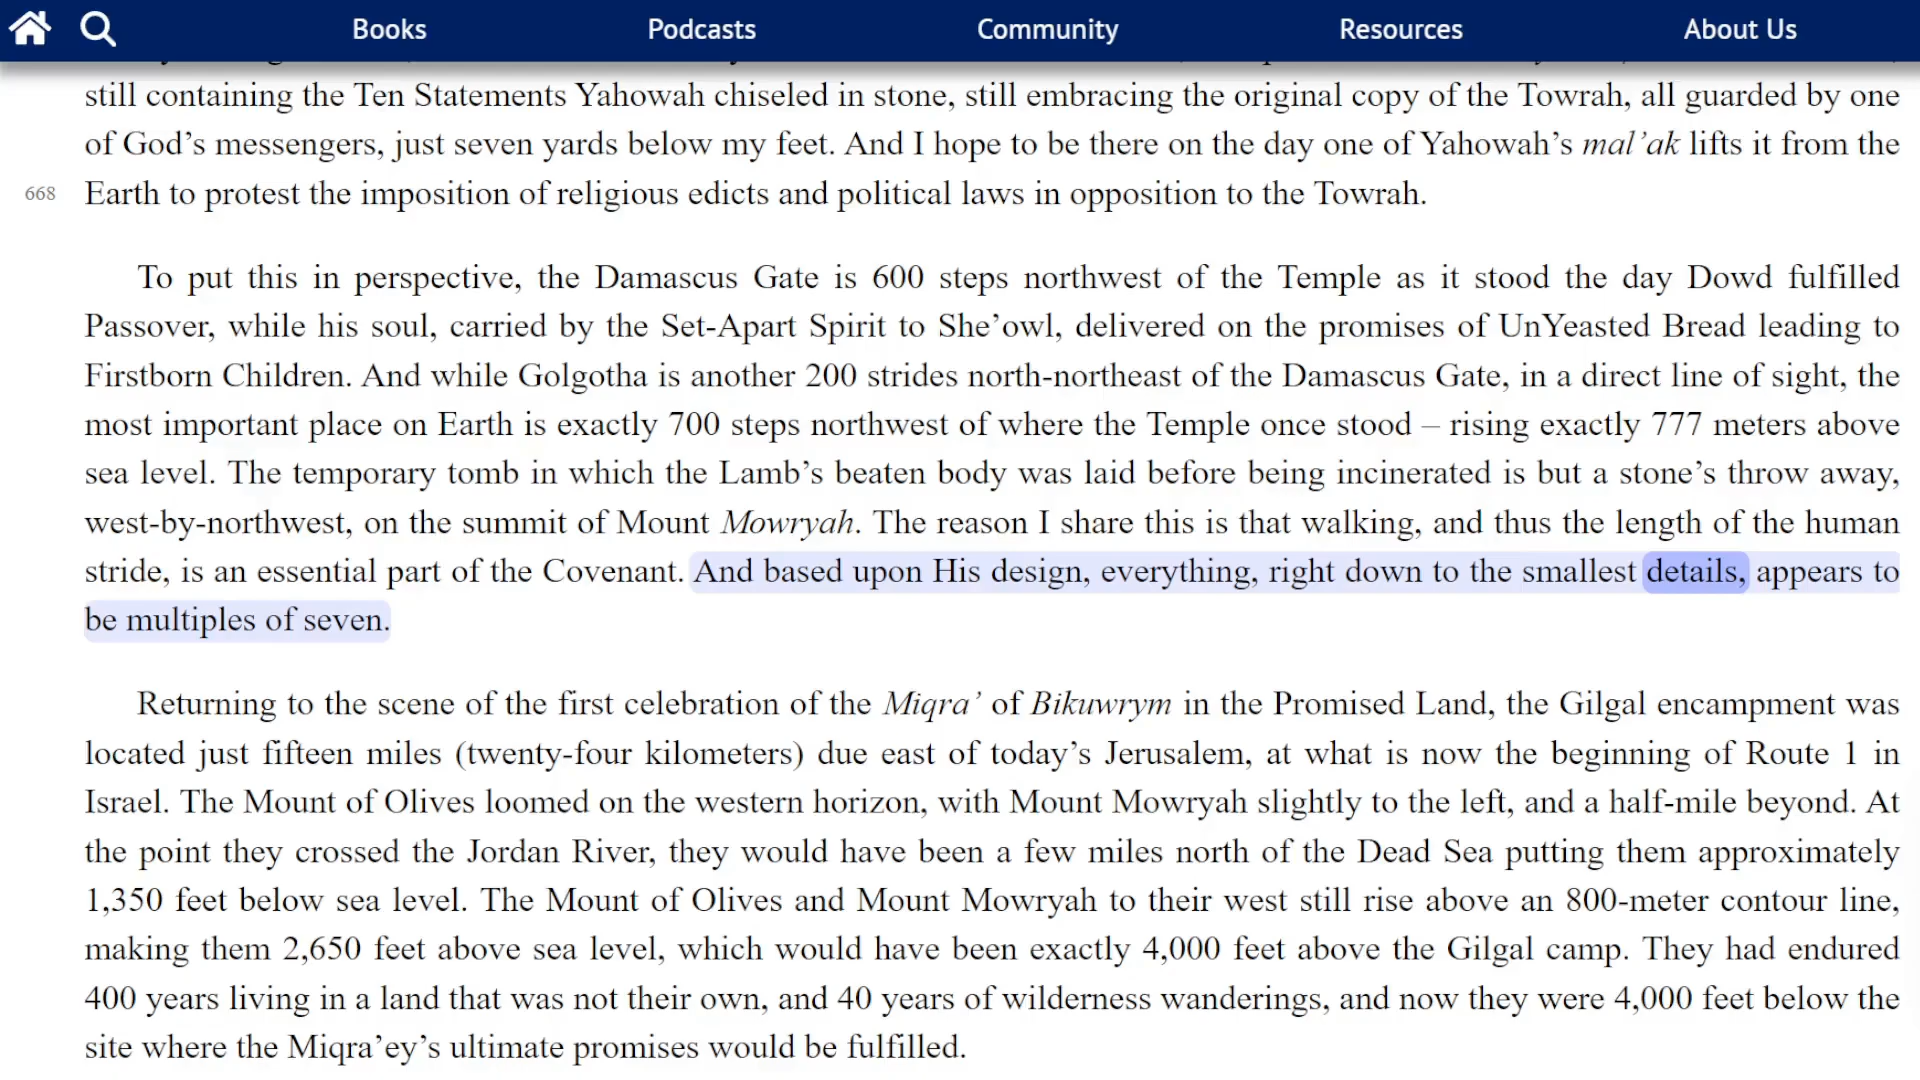 Books Podcasts Community Resources About Us
still containing the Ten Statements Yahowah chiseled in stone, still embracing the original copy of the Towrah, all guarded by one
of God’s messengers, just seven yards below my feet. And I hope to be there on the day one of Yahowah’s mal’ak lifts it from the
668 Earth to protest the imposition of religious edicts and political laws in opposition to the Towrah.
To put this in perspective, the Damascus Gate is 600 steps northwest of the Temple as it stood the day Dowd fulfilled
Passover, while his soul, carried by the Set-Apart Spirit to She’owl, delivered on the promises of UnYeasted Bread leading to
Firstborn Children. And while Golgotha is another 200 strides north-northeast of the Damascus Gate, in a direct line of sight, the
most important place on Earth is exactly 700 steps northwest of where the Temple once stood – rising exactly 777 meters above
sea level. The temporary tomb in which the Lamb’s beaten body was laid before being incinerated is but a stone’s throw away,
west-by-northwest, on the summit of Mount Mowryah. The reason I share this is that walking, and thus the length of the human
stride, is an essential part of the Covenant. And based upon His design, everything, right down to the smallest details, appears to
be multiples of seven.
Returning to the scene of the first celebration of the Miqra’ of Bikuwrym in the Promised Land, the Gilgal encampment was
located just fifteen miles (twenty-four kilometers) due east of today’s Jerusalem, at what is now the beginning of Route 1 in
Israel. The Mount of Olives loomed on the western horizon, with Mount Mowryah slightly to the left, and a half-mile beyond. At
the point they crossed the Jordan River, they would have been a few miles north of the Dead Sea putting them approximately
1,350 feet below sea level. The Mount of Olives and Mount Mowryah to their west still rise above an 800-meter contour line,
making them 2,650 feet above sea level, which would have been exactly 4,000 feet above the Gilgal camp. They had endured
400 years living in a land that was not their own, and 40 years of wilderness wanderings, and now they were 4,000 feet below the
site where the Miqra’ey’s ultimate promises would be fulfilled.